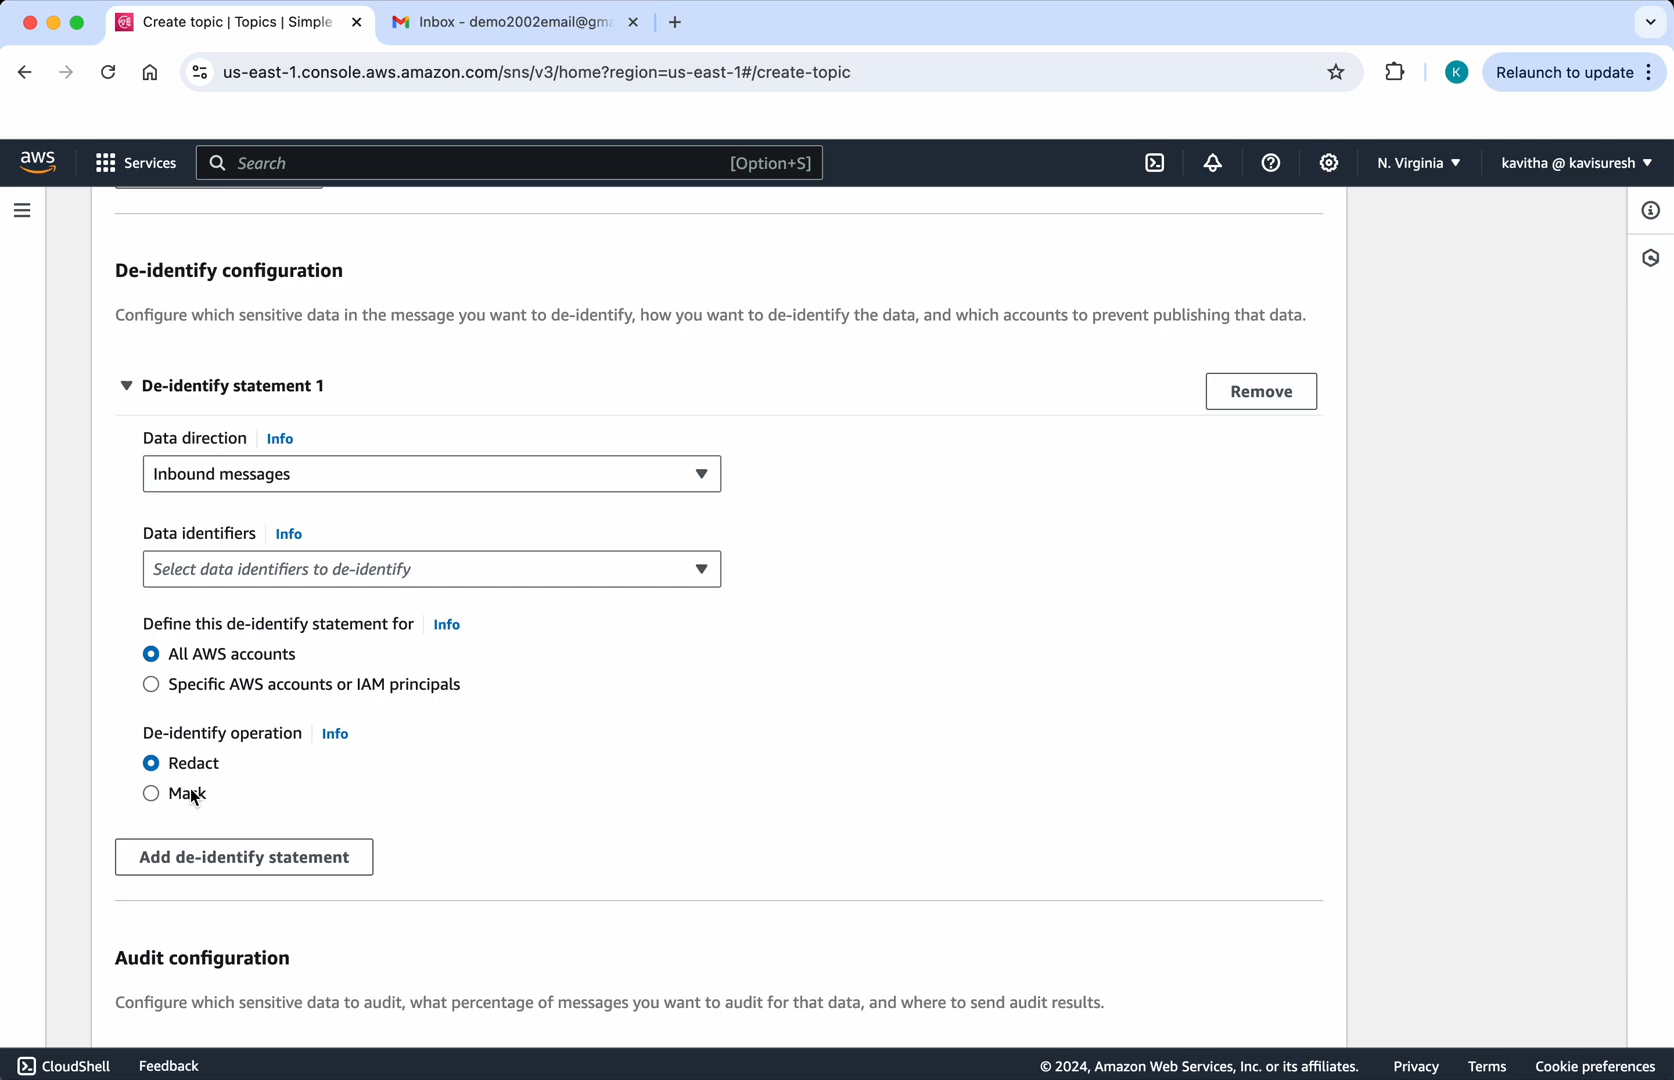 Create topic | Topics | Simple
Inbox - demo2002email@gma
us-east-1.console.aws.amazon.com/sns/v3/home?region=us-east-1#/create-topic
K
Relaunch to update
aws
Services
Search
[Option+S]
N. Virginia
kavitha @ kavisuresh
De-identify configuration
Configure which sensitive data in the message you want to de-identify, how you want to de-identify the data, and which accounts to prevent publishing that data.
De-identify statement 1
Remove
Data direction Info
Inbound messages
Data identifiers Info
Select data identifiers to de-identify
Define this de-identify statement for Info
All AWS accounts
Specific AWS accounts or IAM principals
De-identify operation Info
Redact
Mask
Add de-identify statement
Audit configuration
Configure which sensitive data to audit, what percentage of messages you want to audit for that data, and where to send audit results.
CloudShell
Feedback
© 2024, Amazon Web Services, Inc. or its affiliates.
Privacy
Terms
Cookie preferences